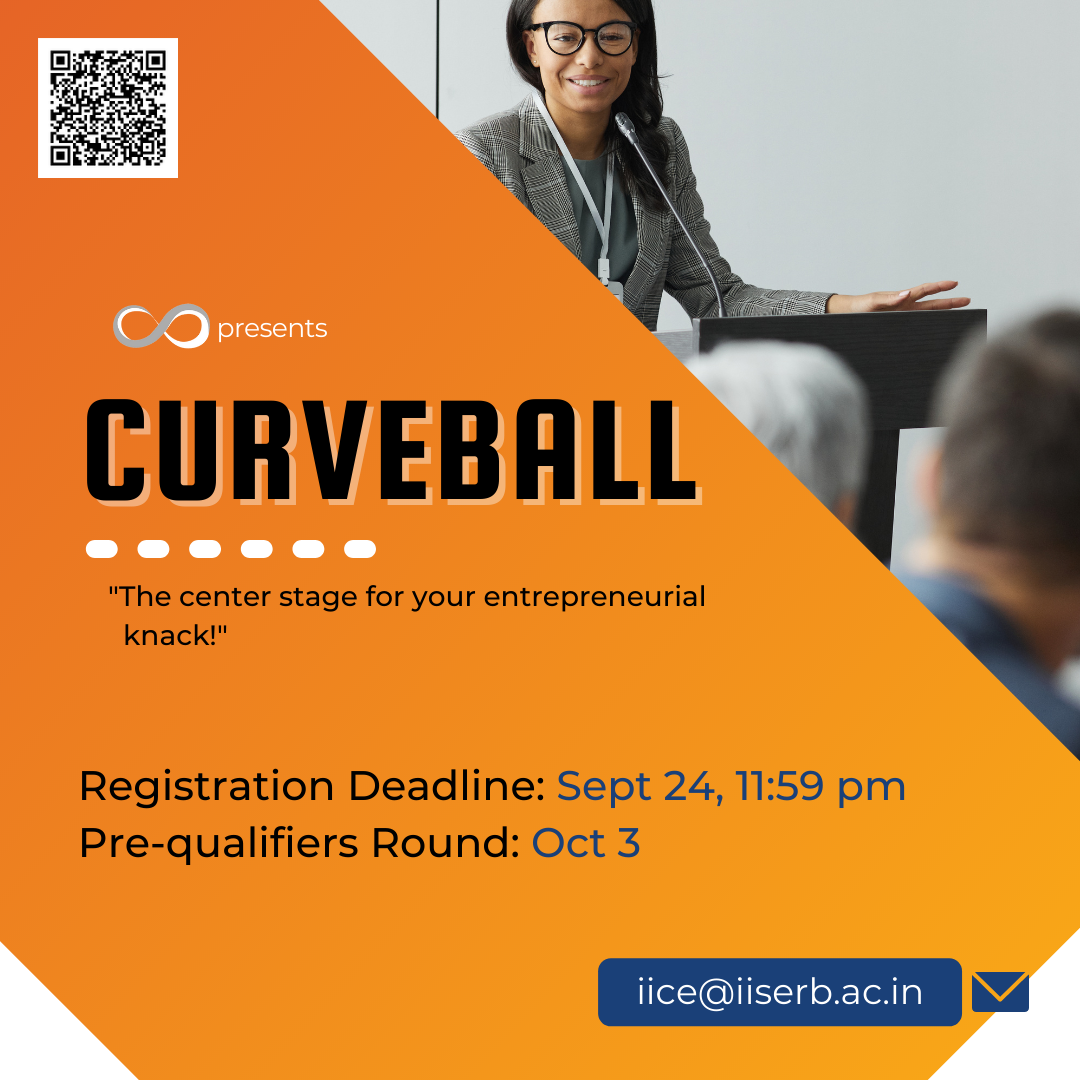 presents
CURVEBALL
"The center stage for your entrepreneurial
knack!"
Registration Deadline: Sept 24, 11:59 pm
Pre-qualifiers Round: Oct 3
iice@iiserb.ac.in